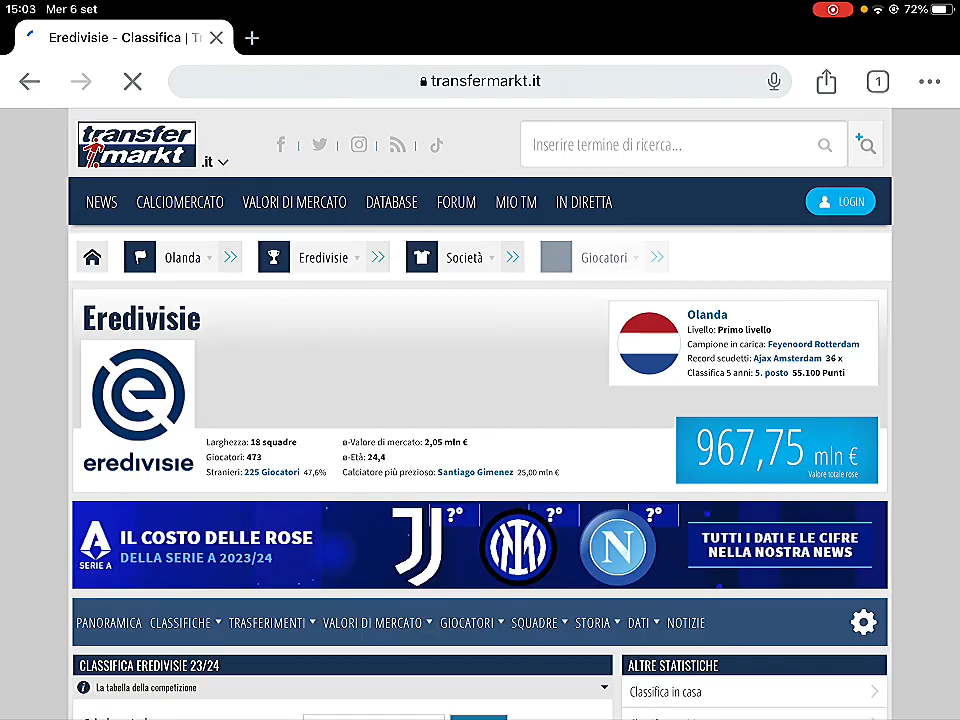 15:03 Mer 6 set
72%
Eredivisie - Classifica | Tr
transfermarkt.it
1
transfer
markt
.it
Inserire termine di ricerca...
NEWS CALCIOMERCATO VALORI DI MERCATO DATABASE FORUM MIO TM IN DIRETTA LOGIN
Olanda Eredivisie Società Giocatori
Eredivisie
Olanda
Livello: Primo livello
Campione in carica: Feyenoord Rotterdam
Record scudetti: Ajax Amsterdam 36 x
Classifica 5 anni: 5. posto 55.100 Punti
eredivisie
Larghezza: 18 squadre
Giocatori: 473
Stranieri: 225 Giocatori 47,6%
ø-Valore di mercato: 2,05 mln €
ø-Età: 24,4
Calciatore più prezioso: Santiago Gimenez 25,00 mln €
967,75 mln €
Valore totale rose
SERIE A
IL COSTO DELLE ROSE
DELLA SERIE A 2023/24
?° ?° ?°
N
TUTTI I DATI E LE CIFRE
NELLA NOSTRA NEWS
PANORAMICA CLASSIFICHE TRASFERIMENTI VALORI DI MERCATO GIOCATORI SQUADRE STORIA DATI NOTIZIE
CLASSIFICA EREDIVISIE 23/24
La tabella della competizione
ALTRE STATISTICHE
Classifica in casa